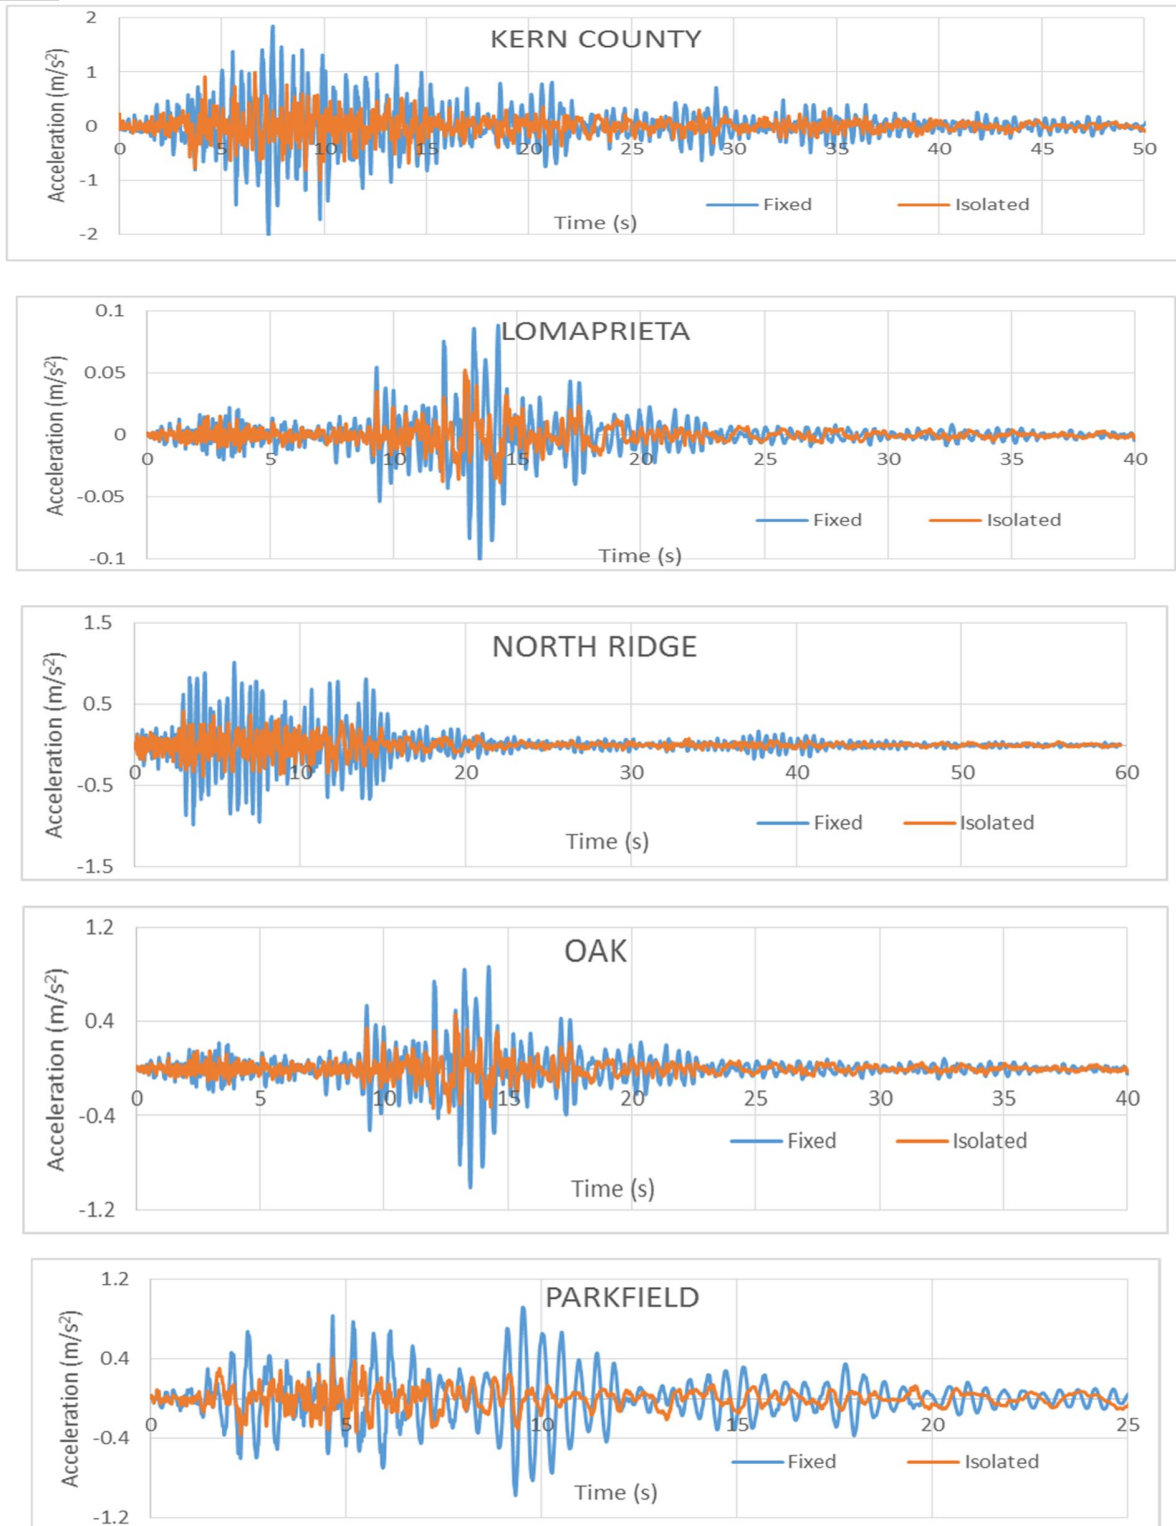 KERN COUNTY
Acceleration (m/s²)
2
1
0
-1
-2
0 5 10 15 20 25 30 35 40 45 50
Fixed Isolated
Time (s)
LOMAPRIETA
Acceleration (m/s²)
0.1
0.05
0
-0.05
-0.1
0 5 10 15 20 25 30 35 40
Fixed Isolated
Time (s)
NORTH RIDGE
Acceleration (m/s²)
1.5
0.5
-0.5
-1.5
0 10 20 30 40 50 60
Fixed Isolated
Time (s)
OAK
Acceleration (m/s²)
1.2
0.4
-0.4
-1.2
0 5 10 15 20 25 30 35 40
Fixed Isolated
Time (s)
PARKFIELD
Acceleration (m/s²)
1.2
0.4
-0.4
-1.2
0 5 10 15 20 25
Fixed Isolated
Time (s)